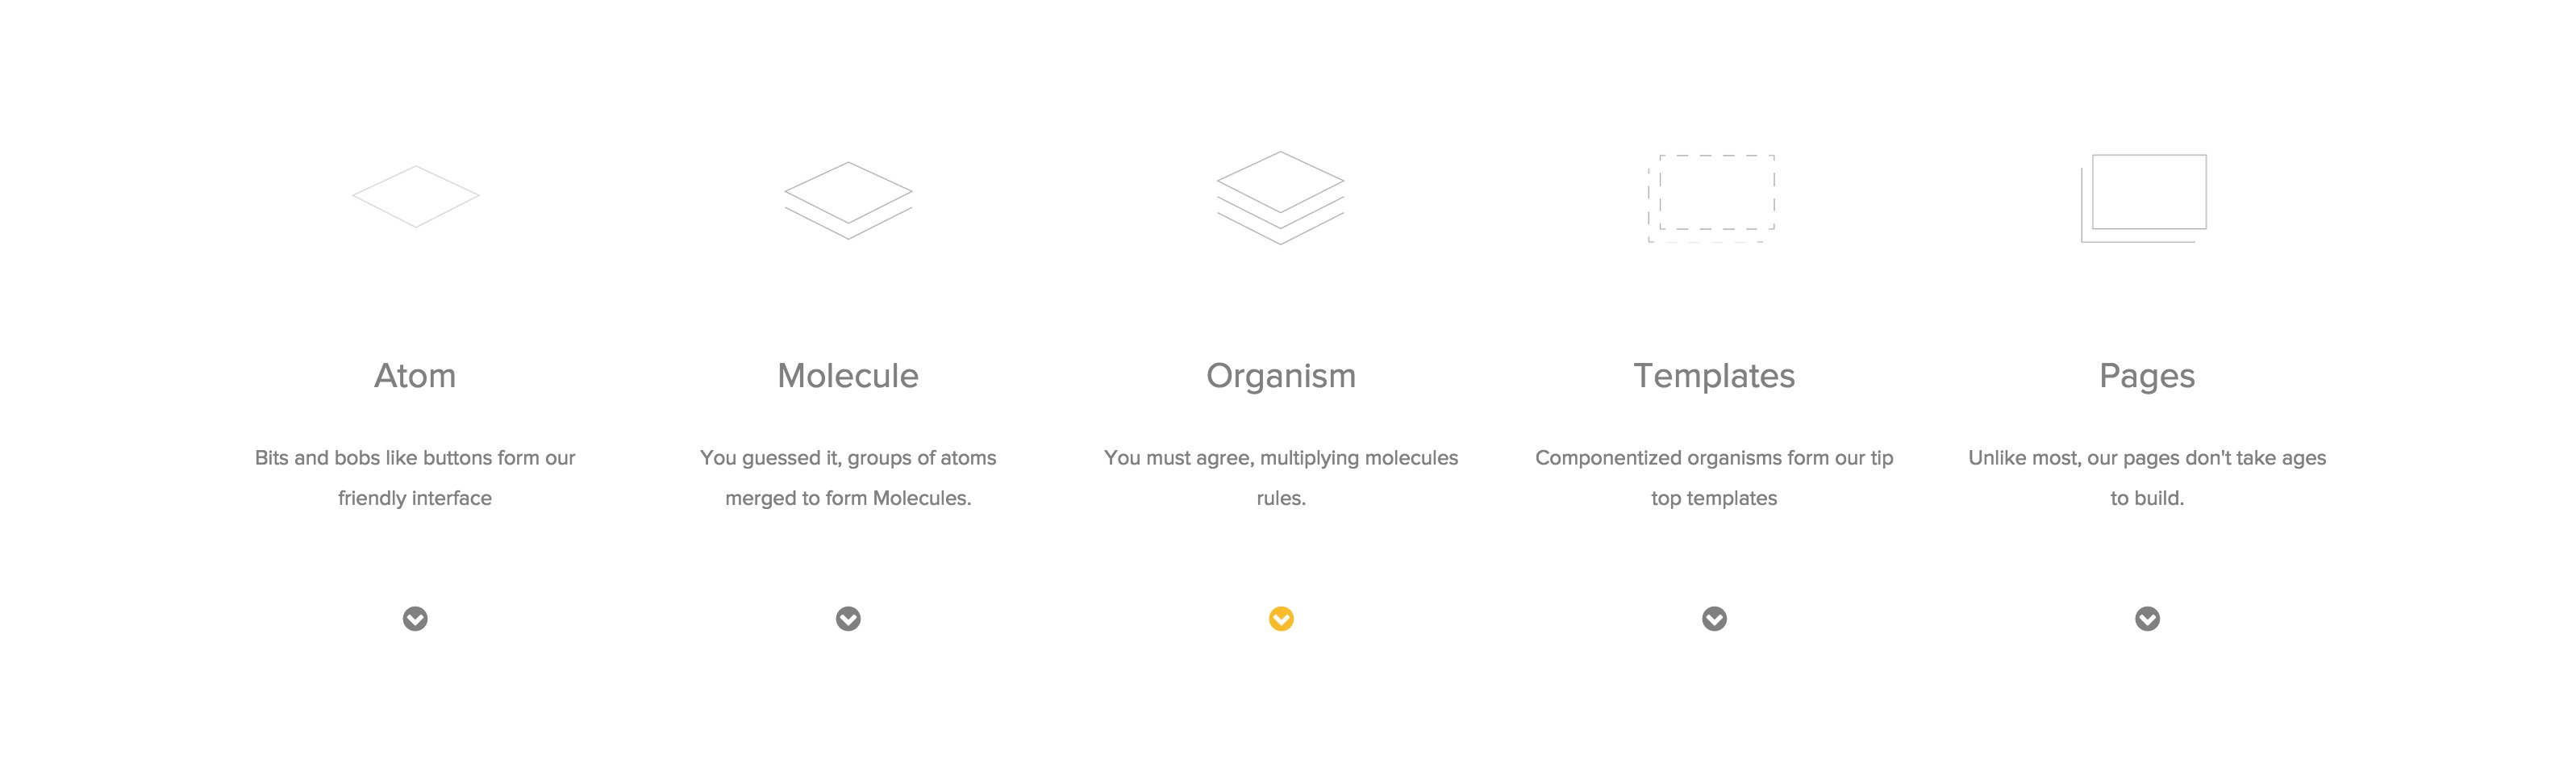 Atom
Bits and bobs like buttons form our
friendly interface
Molecule
You guessed it, groups of atoms
merged to form Molecules.
Organism
You must agree, multiplying molecules
rules.
Templates
Componentized organisms form our tip
top templates
Pages
Unlike most, our pages don't take ages
to build.